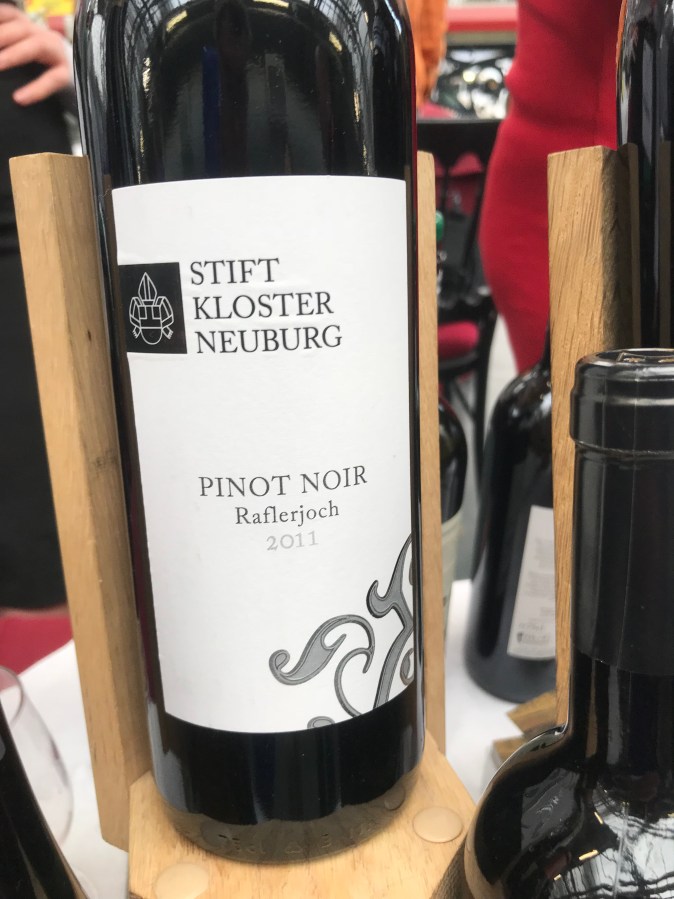 STIFT
KLOSTER
NEUBURG
PINOT NOIR
Raflerjoch
2011